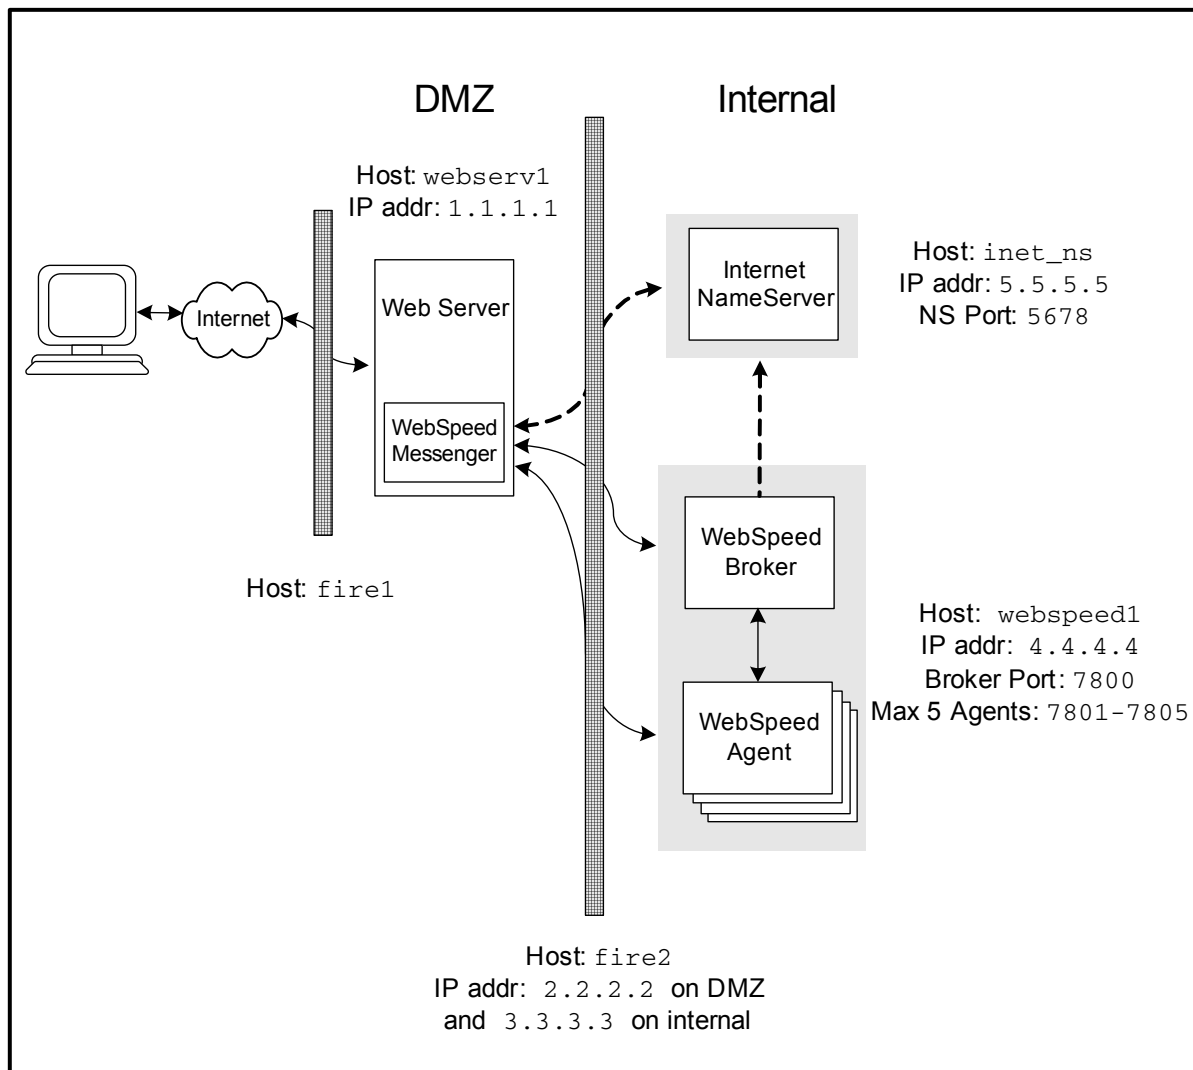 DMZ
Internal
Host: webserv1
IP addr: 1.1.1.1
Internet
Web Server
WebSpeed
Messenger
Internet
NameServer
Host: inet_ns
IP addr: 5.5.5.5
NS Port: 5678
Host: fire1
WebSpeed
Broker
WebSpeed
Agent
Host: webspeed1
IP addr: 4.4.4.4
Broker Port: 7800
Max 5 Agents: 7801-7805
Host: fire2
IP addr: 2.2.2.2 on DMZ
and 3.3.3.3 on internal